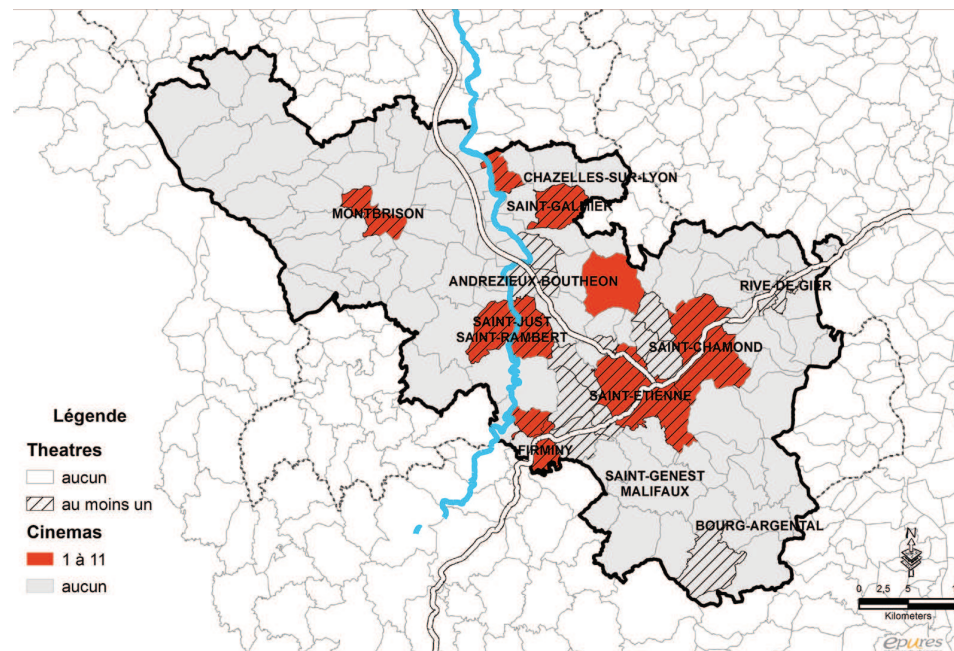 CHAZELLES-SUR-LYON
SAINT-GALMIER
MONTBRISON
ANDREZIEUX-BOUTHEON
RIVE-DE-GIER
SAINT-JUST
SAINT-RAMBERT
SAINT-CHAMOND
SAINT-ETIENNE
FIRMINY
SAINT-GENEST
MALIFAUX
BOURG-ARGENTAL
Légende
Theatres
aucun
au moins un
Cinemas
1 à 11
aucun
N
0 2,5 5
Kilometers
epures